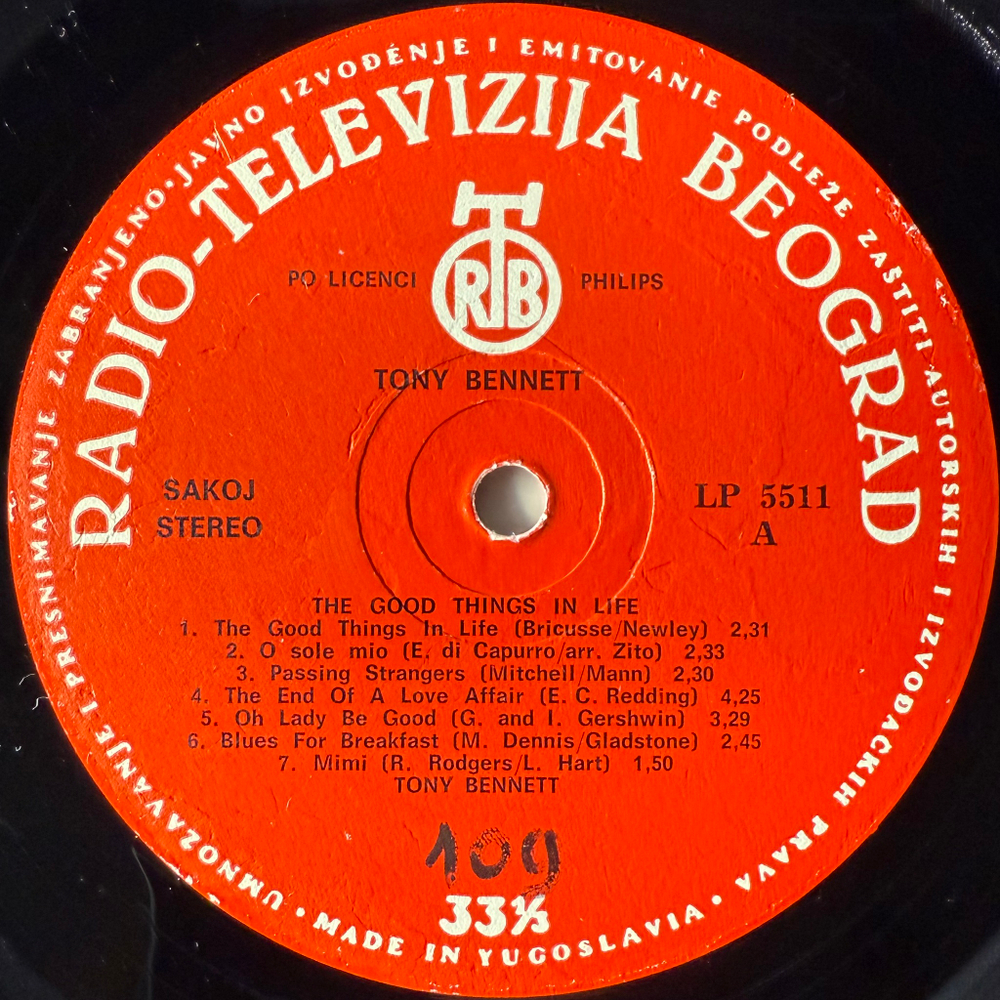 UMNOŽAVANJE I PRESNIMAVANJE ZABRANJENO • JAVNO IZVOĐENJE I EMITOVANJE PODLEŽE ZAŠTITI AUTORSKIH I IZVOĐAČKIH PRAVA •
RADIO-TELEVIZIJA BEOGRAD
PO LICENCI RTB PHILIPS
TONY BENNETT
SAKOJ
STEREO
LP 5511
A
THE GOOD THINGS IN LIFE
1. The Good Things In Life (Bricusse/Newley) 2,31
2. O' sole mio (E. di Capurro/arr. Zito) 2,33
3. Passing Strangers (Mitchell/Mann) 2,30
4. The End Of A Love Affair (E. C. Redding) 4,25
5. Oh Lady Be Good (G. and I. Gershwin) 3,29
6. Blues For Breakfast (M. Dennis/Gladstone) 2,45
7. Mimi (R. Rodgers/L. Hart) 1,50
TONY BENNETT
109
33⅓
MADE IN YUGOSLAVIA •